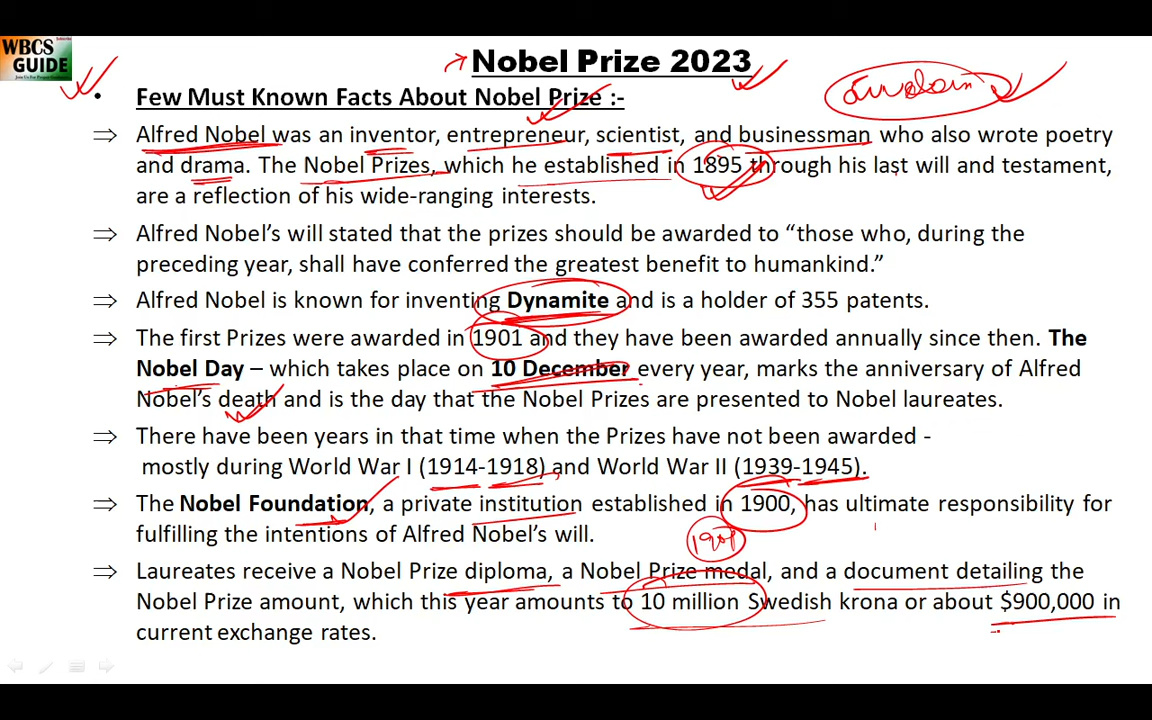 WBCS
GUIDE
Nobel Prize 2023
• Few Must Known Facts About Nobel Prize :-
⇒ Alfred Nobel was an inventor, entrepreneur, scientist, and businessman who also wrote poetry
and drama. The Nobel Prizes, which he established in 1895 through his last will and testament,
are a reflection of his wide-ranging interests.
⇒ Alfred Nobel’s will stated that the prizes should be awarded to “those who, during the
preceding year, shall have conferred the greatest benefit to humankind.”
⇒ Alfred Nobel is known for inventing Dynamite and is a holder of 355 patents.
⇒ The first Prizes were awarded in 1901 and they have been awarded annually since then. The
Nobel Day – which takes place on 10 December every year, marks the anniversary of Alfred
Nobel’s death and is the day that the Nobel Prizes are presented to Nobel laureates.
⇒ There have been years in that time when the Prizes have not been awarded -
mostly during World War I (1914-1918) and World War II (1939-1945).
⇒ The Nobel Foundation, a private institution established in 1900, has ultimate responsibility for
fulfilling the intentions of Alfred Nobel’s will.
1901
⇒ Laureates receive a Nobel Prize diploma, a Nobel Prize medal, and a document detailing the
Nobel Prize amount, which this year amounts to 10 million Swedish krona or about $900,000 in
current exchange rates.